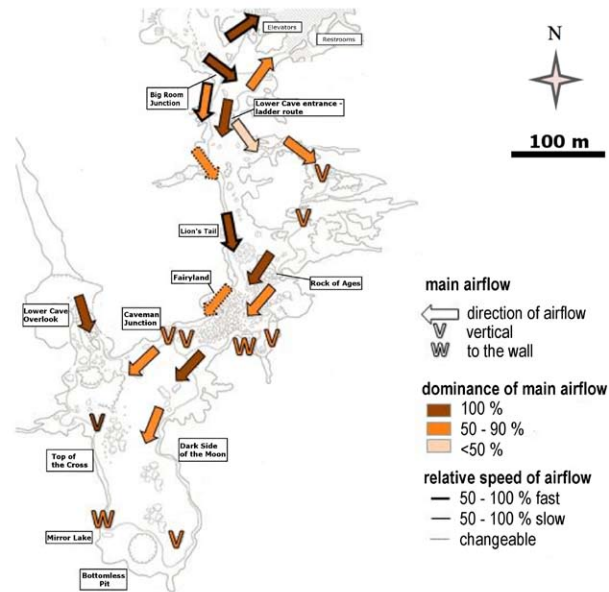 Elevators
Restrooms
Big Room
Junction
Lower Cave entrance -
ladder route
V
V
Lion's Tail
Fairyland
Rock of Ages
Lower Cave
Overlook
Caveman
Junction
V V
W V
V
Top of
the Cross
Dark Side
of the Moon
W
Mirror Lake
V
Bottomless
Pit
N
100 m
main airflow
direction of airflow
V vertical
W to the wall
dominance of main airflow
100 %
50 - 90 %
<50 %
relative speed of airflow
50 - 100 % fast
50 - 100 % slow
changeable